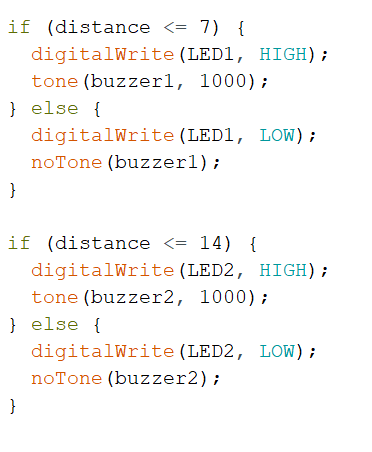 if (distance <= 7) {
  digitalWrite(LED1, HIGH);
  tone(buzzer1, 1000);
} else {
  digitalWrite(LED1, LOW);
  noTone(buzzer1);
}

if (distance <= 14) {
  digitalWrite(LED2, HIGH);
  tone(buzzer2, 1000);
} else {
  digitalWrite(LED2, LOW);
  noTone(buzzer2);
}